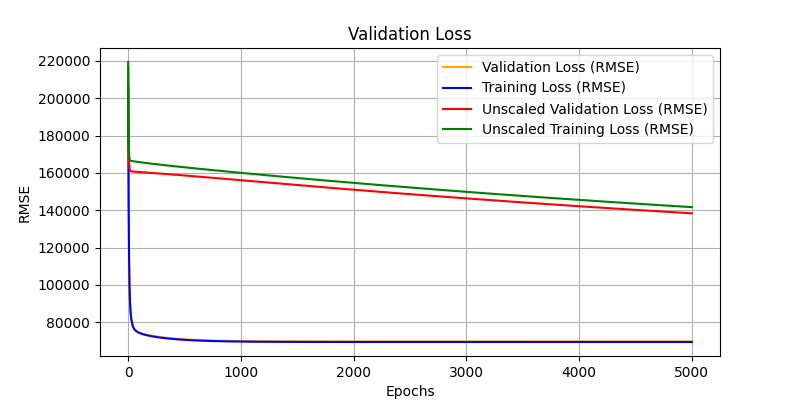 Validation Loss
220000
200000
180000
160000
140000
120000
100000
80000
RMSE
Validation Loss (RMSE)
Training Loss (RMSE)
Unscaled Validation Loss (RMSE)
Unscaled Training Loss (RMSE)
0 1000 2000 3000 4000 5000
Epochs